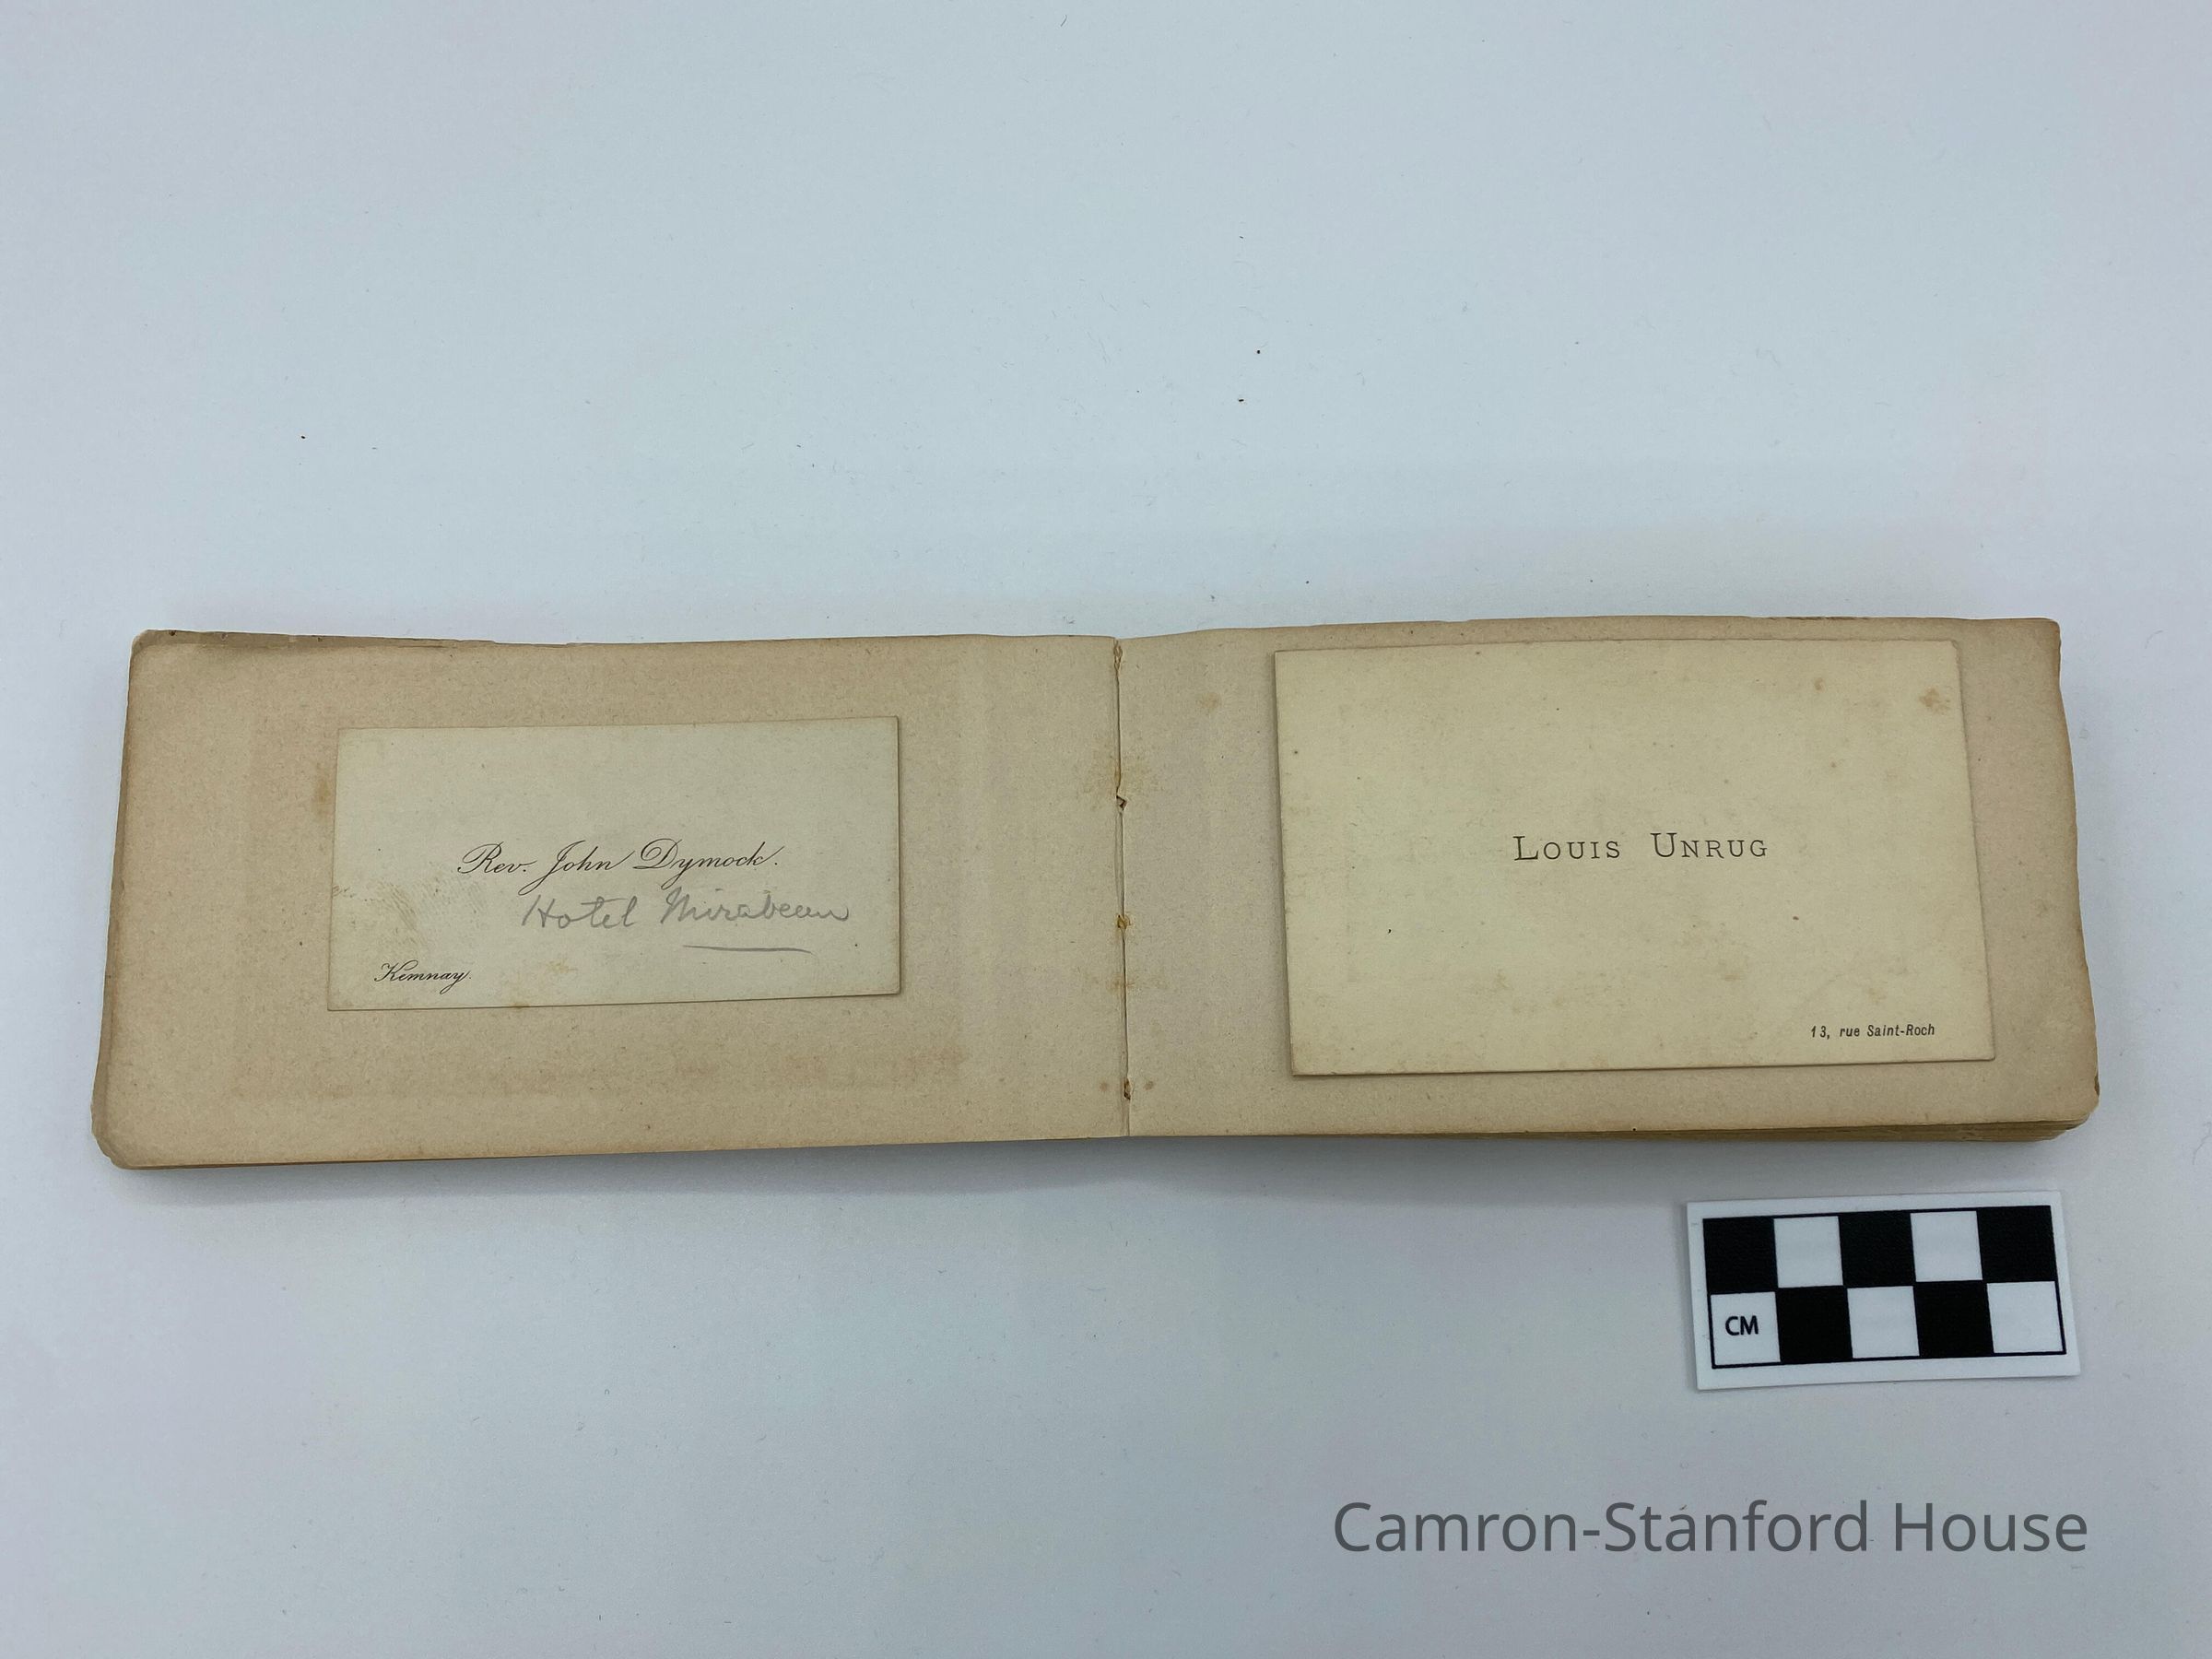 Rev. John Dymock.
Hotel Mirabeau
Kemnay.
LOUIS UNRUG
13, rue Saint-Roch
CM
Camron-Stanford House